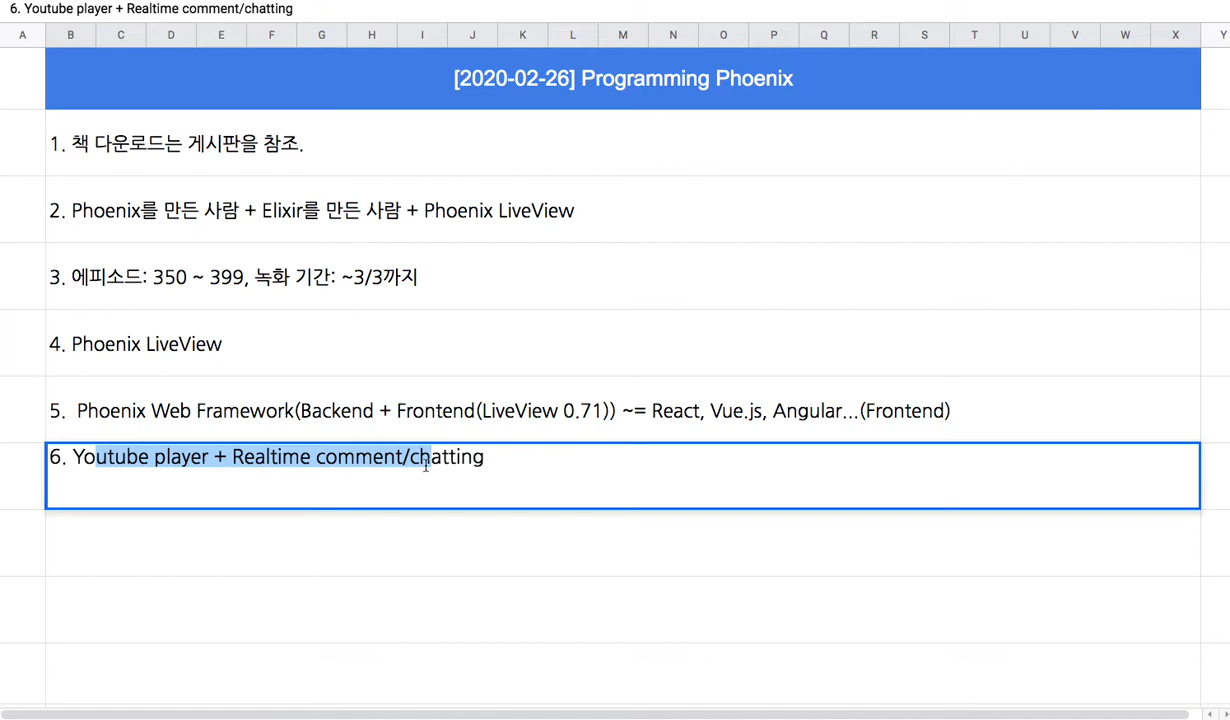 6. Youtube player + Realtime comment/chatting
A B C D E F G H I J K L M N O P Q R S T U V W X Y
[2020-02-26] Programming Phoenix
1. 책 다운로드는 게시판을 참조.
2. Phoenix를 만든 사람 + Elixir를 만든 사람 + Phoenix LiveView
3. 에피소드: 350 ~ 399, 녹화 기간: ~3/3까지
4. Phoenix LiveView
5. Phoenix Web Framework(Backend + Frontend(LiveView 0.71)) ~= React, Vue.js, Angular...(Frontend)
6. Youtube player + Realtime comment/chatting